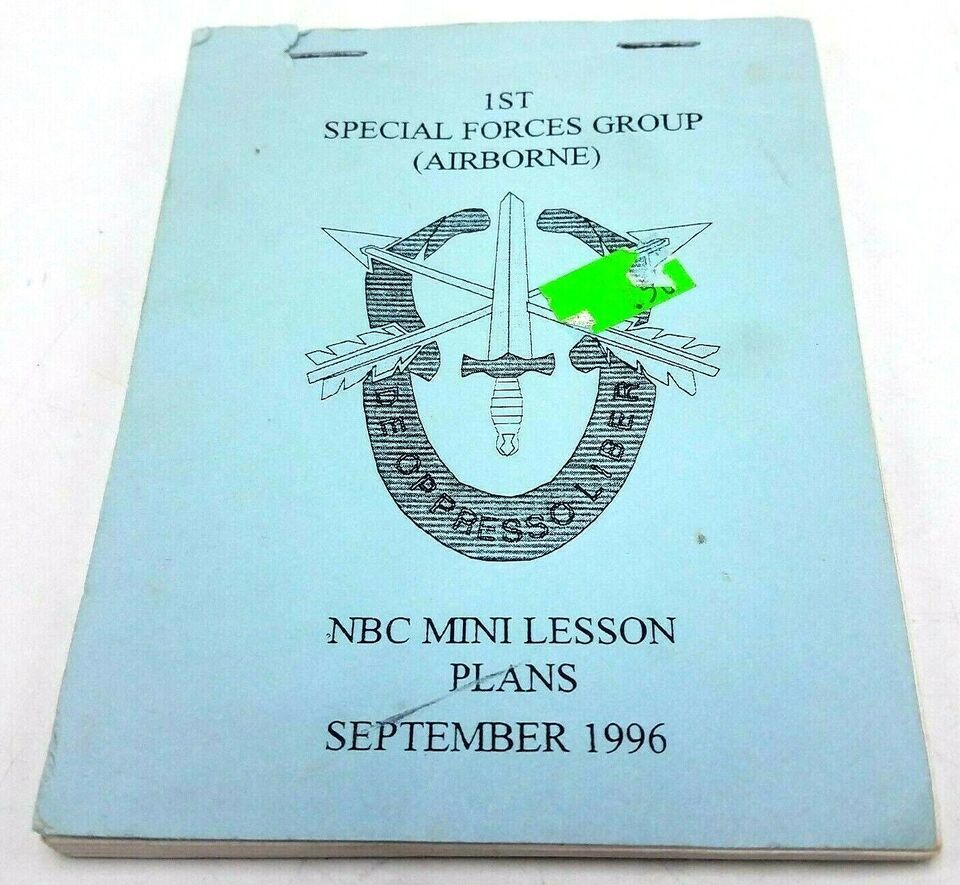 1ST
SPECIAL FORCES GROUP
(AIRBORNE)
DE OPPRESSO LIBER
NBC MINI LESSON
PLANS
SEPTEMBER 1996